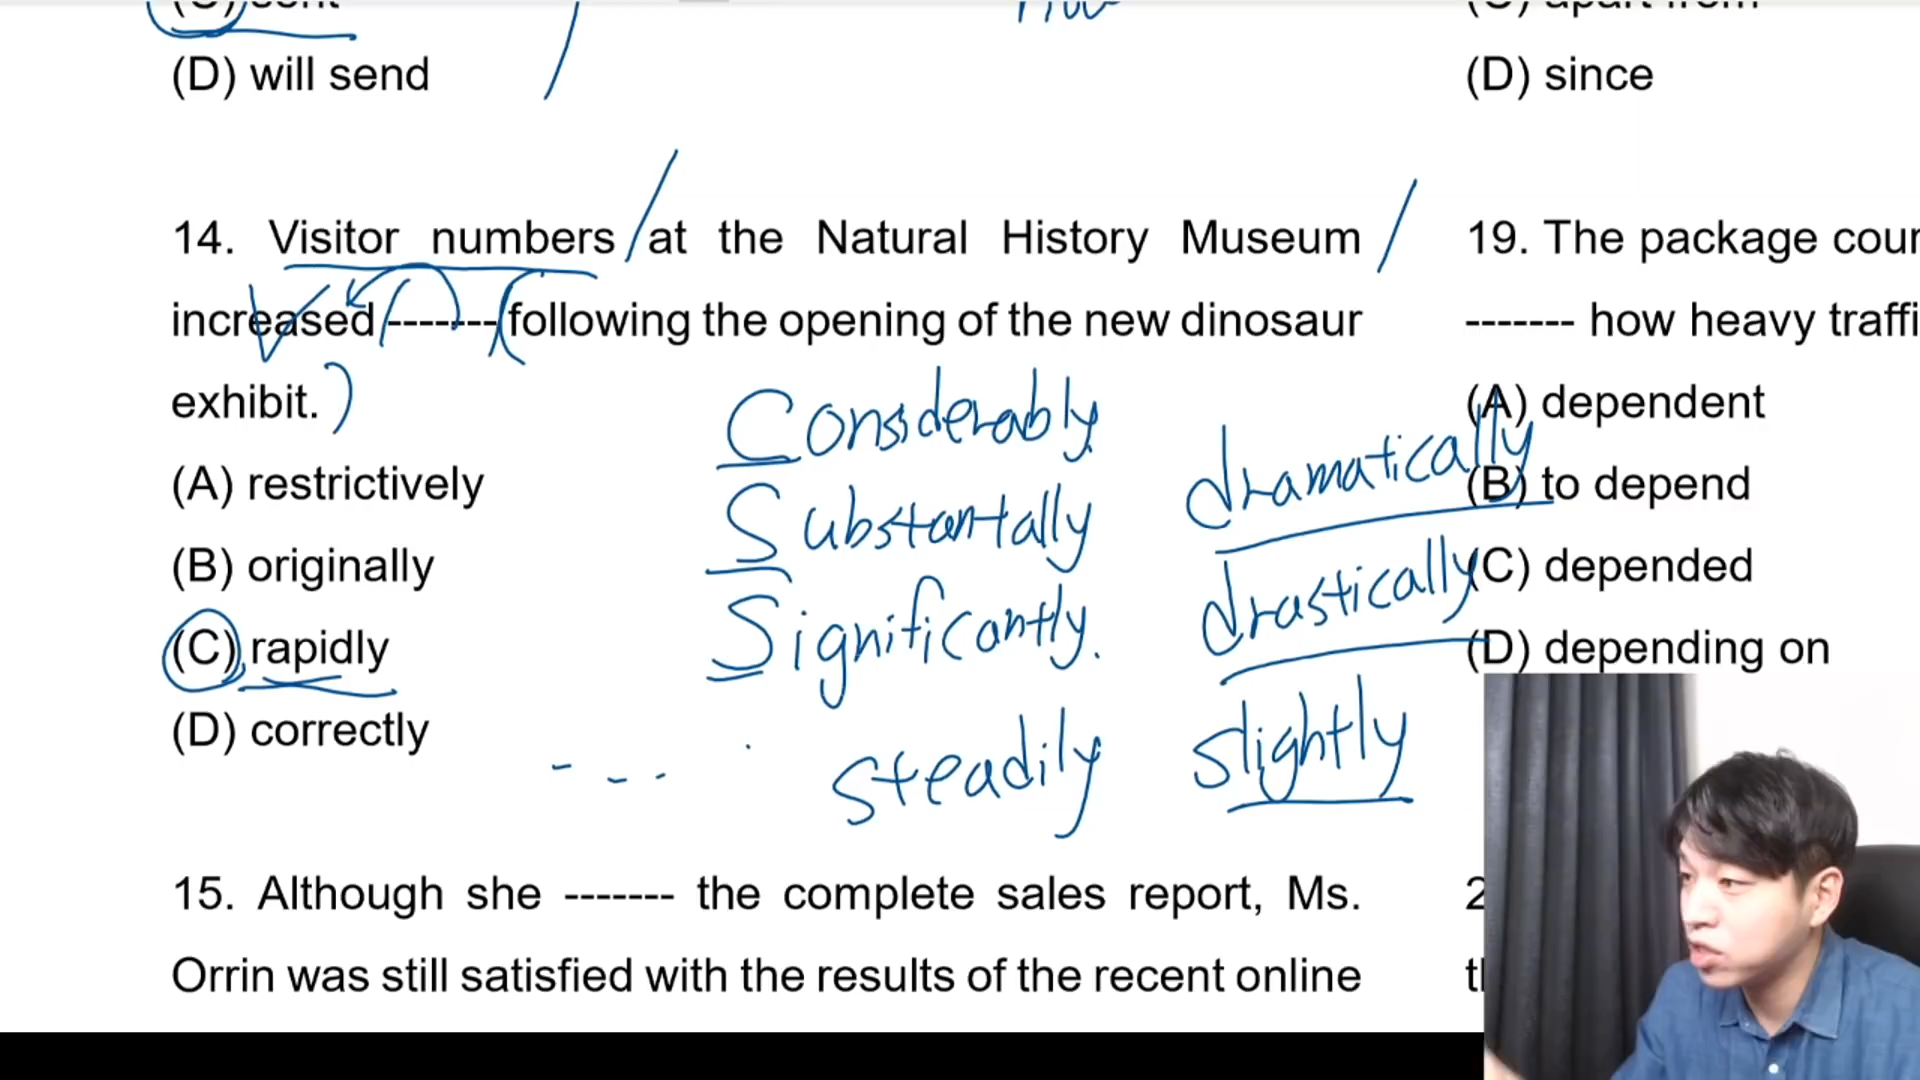 (D) will send
14. Visitor numbers at the Natural History Museum
increased ------- following the opening of the new dinosaur
exhibit.
(A) restrictively
(B) originally
(C) rapidly
(D) correctly
Considerably
Substantally
Significantly.
steadily
dramatically
drastically
slightly
15. Although she ------- the complete sales report, Ms.
Orrin was still satisfied with the results of the recent online
(D) since
19. The package cour
------- how heavy traffi
(A) dependent
(B) to depend
(C) depended
(D) depending on